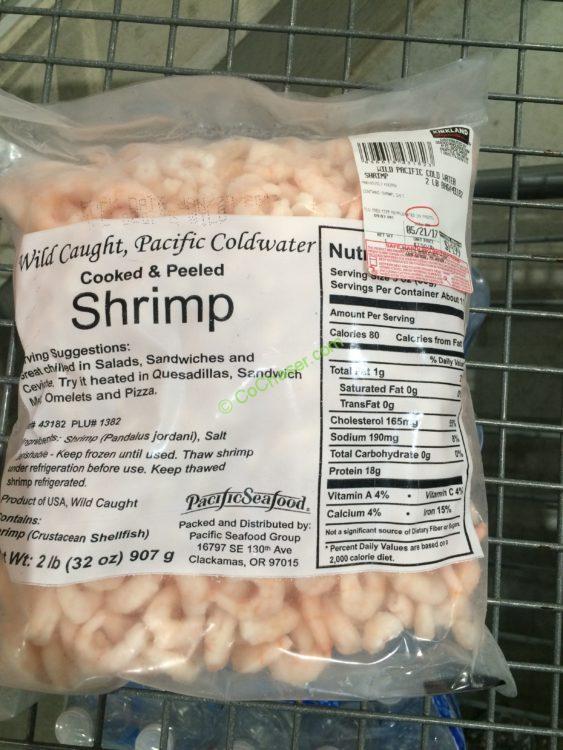 KIRKLAND
WILD PACIFIC COLD WATER
SHRIMP 2 LB BAG
05/21/17
Wild Caught, Pacific Coldwater
Cooked & Peeled
Shrimp
rving Suggestions:
Great chilled in Salads, Sandwiches and
Try it heated in Quesadillas, Sandwich
Omelets and Pizza.
# 43182 PLU# 1382
Shrimp (Pandalus jordani), Salt
- Keep frozen until used. Thaw shrimp
under refrigeration before use. Keep thawed
shrimp refrigerated.
Product of USA, Wild Caught
ontains:
rimp (Crustacean Shellfish)
t Wt: 2 lb (32 oz) 907 g
PacificSeafood.
Packed and Distributed by:
Pacific Seafood Group
16797 SE 130th Ave
Clackamas, OR 97015
Nutri
Serving Size 3 oz
Servings Per Container About
Amount Per Serving
Calories 80 Calories from Fat
% Daily Value
Total Fat 1g
Saturated Fat 0g
TransFat 0g
Cholesterol 165mg
Sodium 190mg 8%
Total Carbohydrate 0g 0%
Protein 18g
Vitamin A 4% • Vitamin C 4%
Calcium 4% • Iron 15%
Not a significant source of Dietary Fiber or Sugars.
* Percent Daily Values are based on a
2,000 calorie diet.
© CoChaser.com